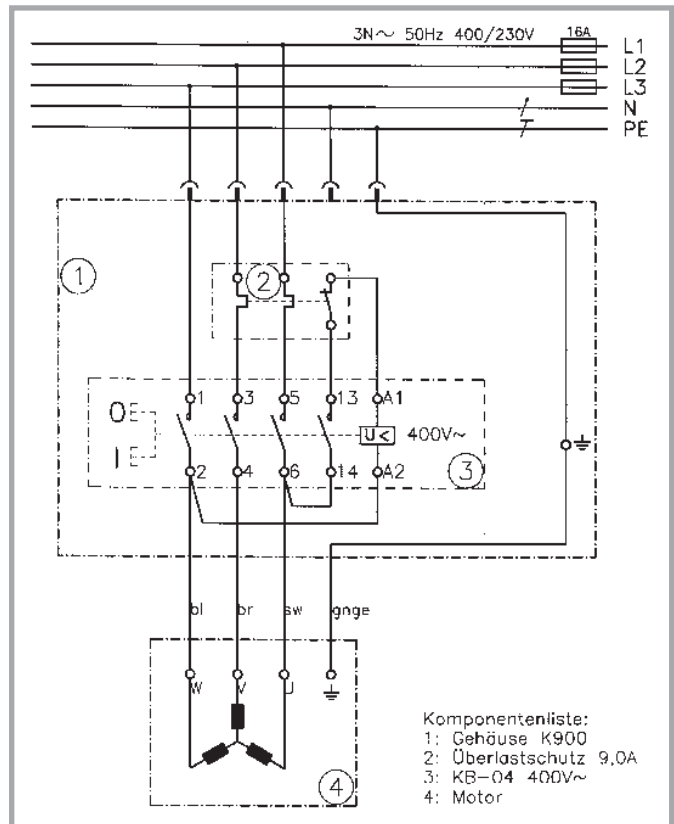 3N~ 50Hz 400/230V 16A L1
L2
L3
N
PE
1
2
1 3 5 13 A1
0
U< 400V~
I
2 4 6 14 A2
3
bl br sw gnge
W V U
4
Komponentenliste:
1: Gehäuse K900
2: Überlastschutz 9,0A
3: KB-04 400V~
4: Motor